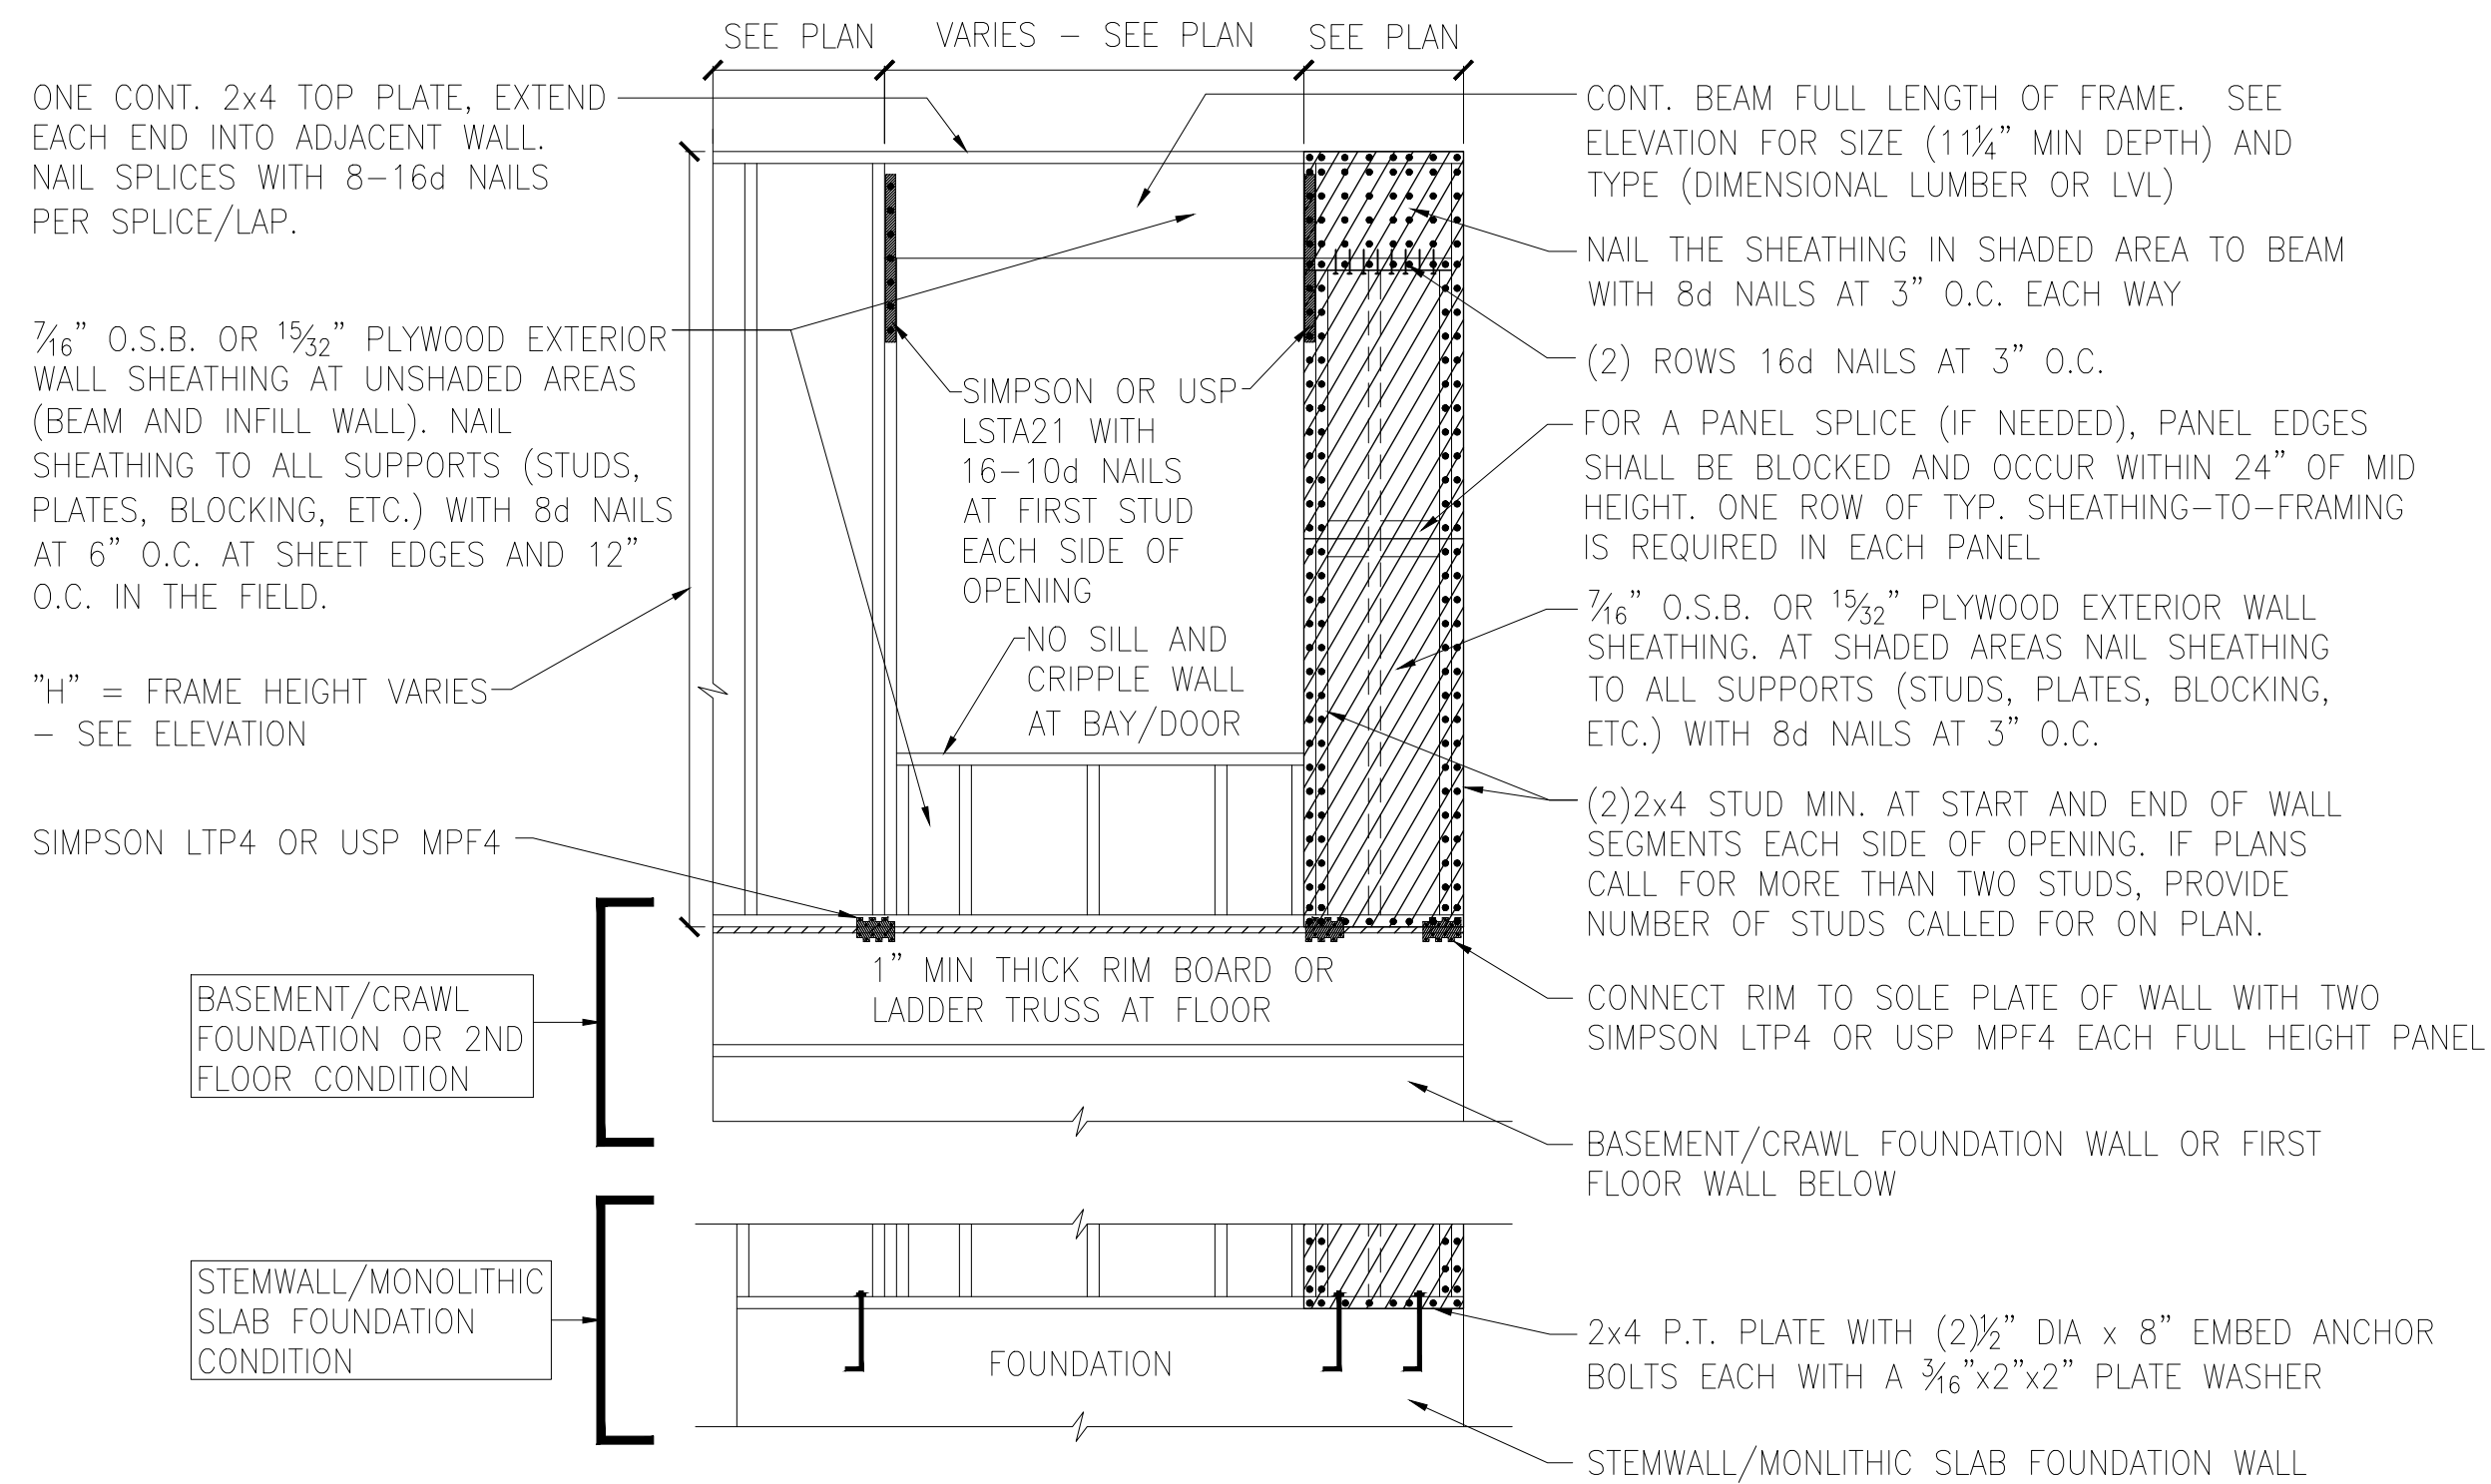 SEE PLAN
VARIES – SEE PLAN
SEE PLAN
ONE CONT. 2x4 TOP PLATE, EXTEND
EACH END INTO ADJACENT WALL.
NAIL SPLICES WITH 8–16d NAILS
PER SPLICE/LAP.
7/16" O.S.B. OR 15/32" PLYWOOD EXTERIOR
WALL SHEATHING AT UNSHADED AREAS
(BEAM AND INFILL WALL). NAIL
SHEATHING TO ALL SUPPORTS (STUDS,
PLATES, BLOCKING, ETC.) WITH 8d NAILS
AT 6" O.C. AT SHEET EDGES AND 12"
O.C. IN THE FIELD.
"H" = FRAME HEIGHT VARIES
– SEE ELEVATION
SIMPSON LTP4 OR USP MPF4
BASEMENT/CRAWL
FOUNDATION OR 2ND
FLOOR CONDITION
STEMWALL/MONOLITHIC
SLAB FOUNDATION
CONDITION
SIMPSON OR USP
LSTA21 WITH
16–10d NAILS
AT FIRST STUD
EACH SIDE OF
OPENING
NO SILL AND
CRIPPLE WALL
AT BAY/DOOR
1" MIN THICK RIM BOARD OR
LADDER TRUSS AT FLOOR
FOUNDATION
CONT. BEAM FULL LENGTH OF FRAME. SEE
ELEVATION FOR SIZE (11 1/4" MIN DEPTH) AND
TYPE (DIMENSIONAL LUMBER OR LVL)
NAIL THE SHEATHING IN SHADED AREA TO BEAM
WITH 8d NAILS AT 3" O.C. EACH WAY
(2) ROWS 16d NAILS AT 3" O.C.
FOR A PANEL SPLICE (IF NEEDED), PANEL EDGES
SHALL BE BLOCKED AND OCCUR WITHIN 24" OF MID
HEIGHT. ONE ROW OF TYP. SHEATHING–TO–FRAMING
IS REQUIRED IN EACH PANEL
7/16" O.S.B. OR 15/32" PLYWOOD EXTERIOR WALL
SHEATHING. AT SHADED AREAS NAIL SHEATHING
TO ALL SUPPORTS (STUDS, PLATES, BLOCKING,
ETC.) WITH 8d NAILS AT 3" O.C.
(2)2x4 STUD MIN. AT START AND END OF WALL
SEGMENTS EACH SIDE OF OPENING. IF PLANS
CALL FOR MORE THAN TWO STUDS, PROVIDE
NUMBER OF STUDS CALLED FOR ON PLAN.
CONNECT RIM TO SOLE PLATE OF WALL WITH TWO
SIMPSON LTP4 OR USP MPF4 EACH FULL HEIGHT PANEL
BASEMENT/CRAWL FOUNDATION WALL OR FIRST
FLOOR WALL BELOW
2x4 P.T. PLATE WITH (2)1/2" DIA x 8" EMBED ANCHOR
BOLTS EACH WITH A 3/16"x2"x2" PLATE WASHER
STEMWALL/MONLITHIC SLAB FOUNDATION WALL